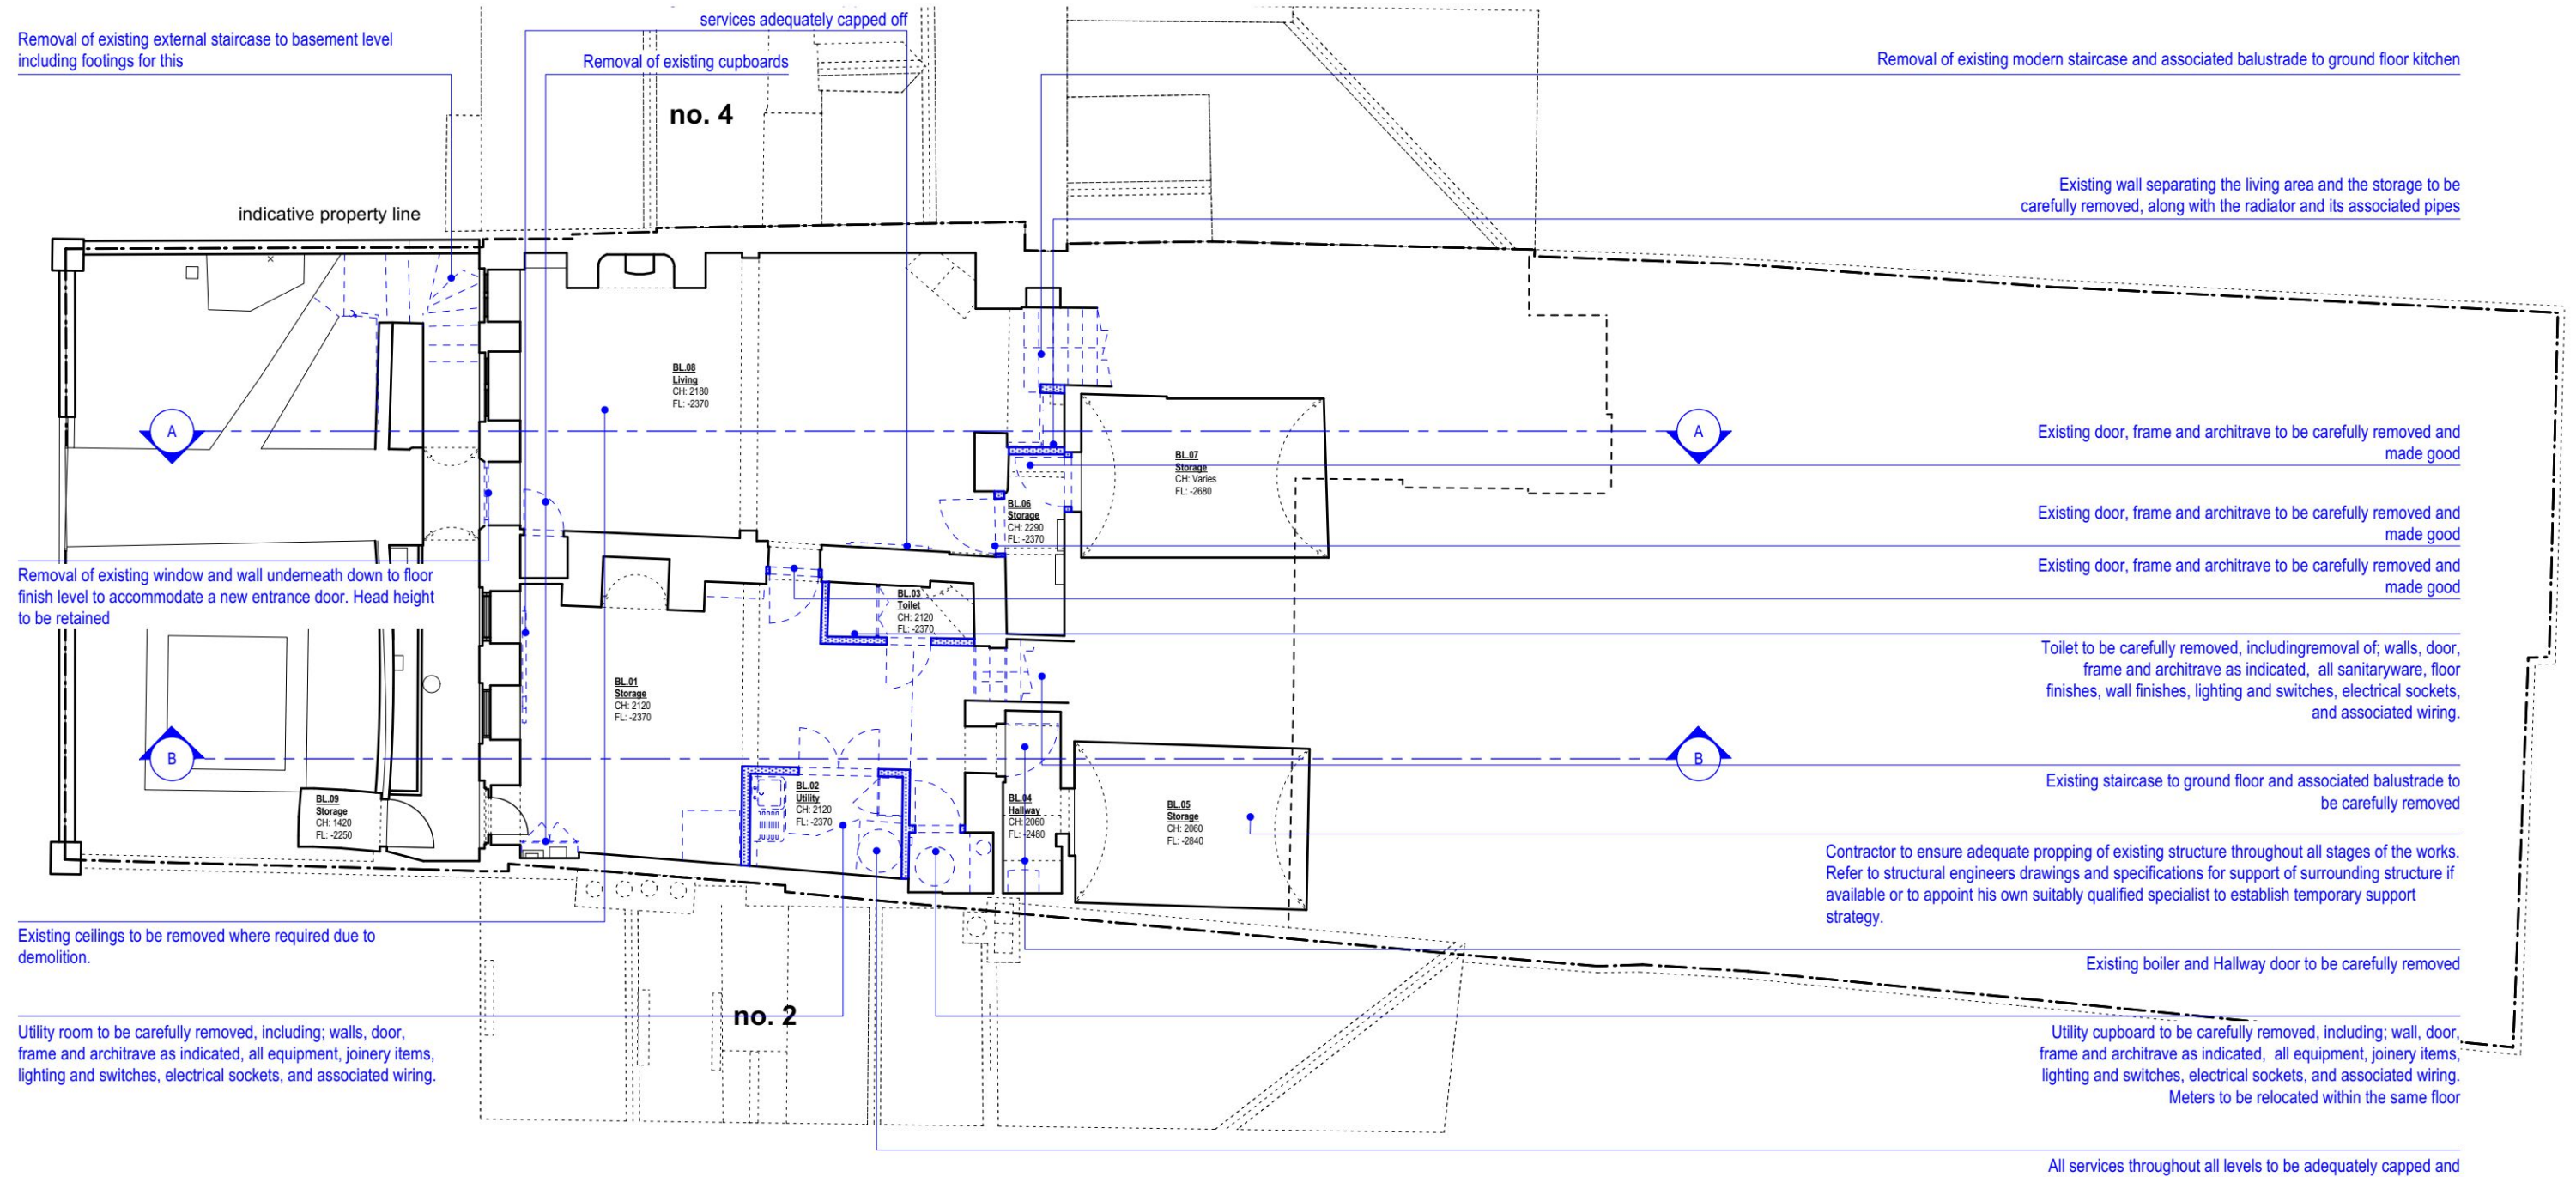 services adequately capped off
Removal of existing external staircase to basement level
including footings for this
Removal of existing cupboards
Removal of existing modern staircase and associated balustrade to ground floor kitchen
no. 4
Existing wall separating the living area and the storage to be
carefully removed, along with the radiator and its associated pipes
indicative property line
BL.08
Living
CH: 2180
FL: -2370
A
A
Existing door, frame and architrave to be carefully removed and
made good
BL.07
Storage
CH: Varies
FL: -2680
BL.06
Storage
CH: 2290
FL: -2370
Existing door, frame and architrave to be carefully removed and
made good
Existing door, frame and architrave to be carefully removed and
made good
Removal of existing window and wall underneath down to floor
finish level to accommodate a new entrance door. Head height
to be retained
BL.03
Toilet
CH: 2120
FL: -2370
Toilet to be carefully removed, includingremoval of; walls, door,
frame and architrave as indicated, all sanitaryware, floor
finishes, wall finishes, lighting and switches, electrical sockets,
and associated wiring.
BL.01
Storage
CH: 2120
FL: -2370
B
B
Existing staircase to ground floor and associated balustrade to
be carefully removed
BL.09
Storage
CH: 1420
FL: -2250
BL.02
Utility
CH: 2120
FL: -2370
BL.04
Hallway
CH: 2060
FL: -2480
BL.05
Storage
CH: 2060
FL: -2840
Contractor to ensure adequate propping of existing structure throughout all stages of the works.
Refer to structural engineers drawings and specifications for support of surrounding structure if
available or to appoint his own suitably qualified specialist to establish temporary support
strategy.
Existing ceilings to be removed where required due to
demolition.
Existing boiler and Hallway door to be carefully removed
no. 2
Utility room to be carefully removed, including; walls, door,
frame and architrave as indicated, all equipment, joinery items,
lighting and switches, electrical sockets, and associated wiring.
Utility cupboard to be carefully removed, including; wall, door,
frame and architrave as indicated, all equipment, joinery items,
lighting and switches, electrical sockets, and associated wiring.
Meters to be relocated within the same floor
All services throughout all levels to be adequately capped and